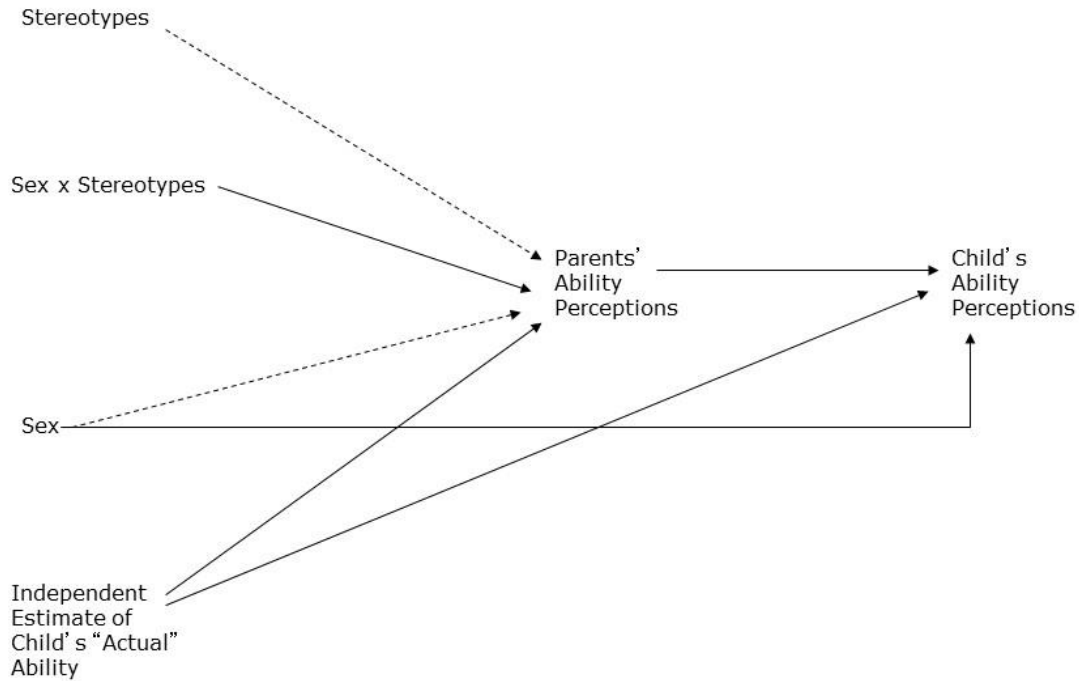 Stereotypes
Sex x Stereotypes
Parents’
Ability
Perceptions
Child’s
Ability
Perceptions
Sex
Independent
Estimate of
Child’s “Actual”
Ability